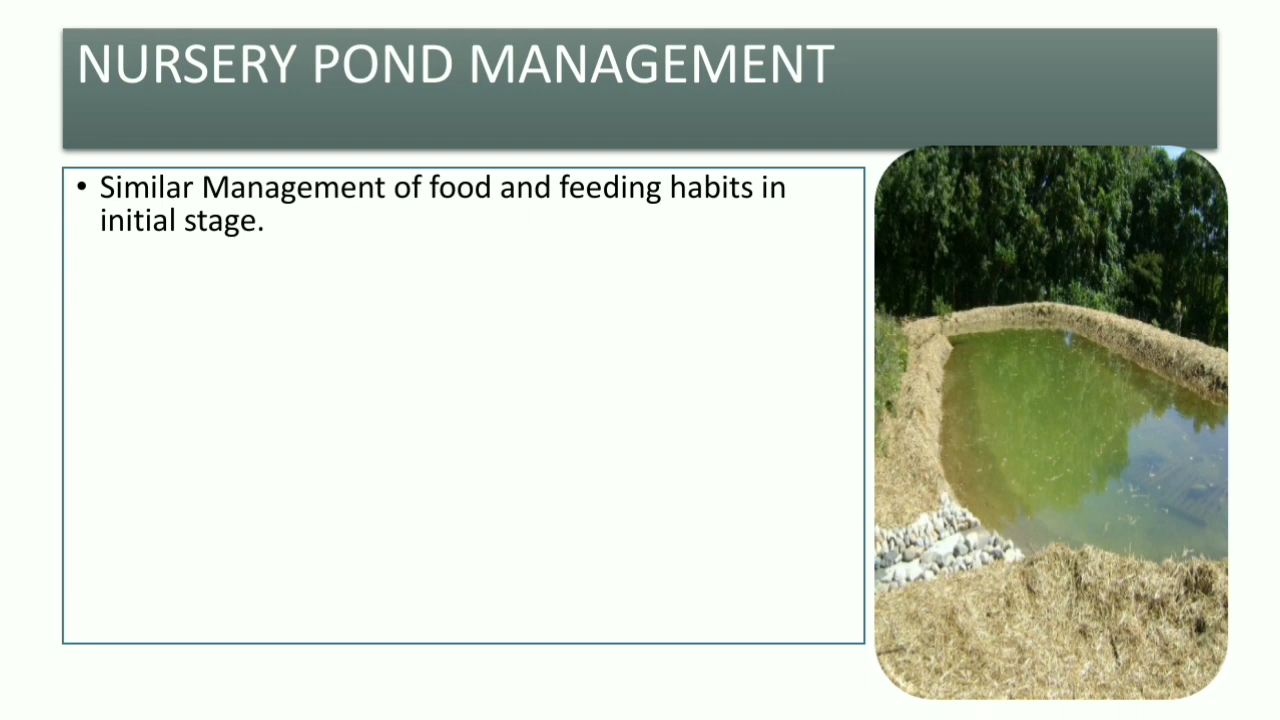 NURSERY POND MANAGEMENT
• Similar Management of food and feeding habits in
initial stage.